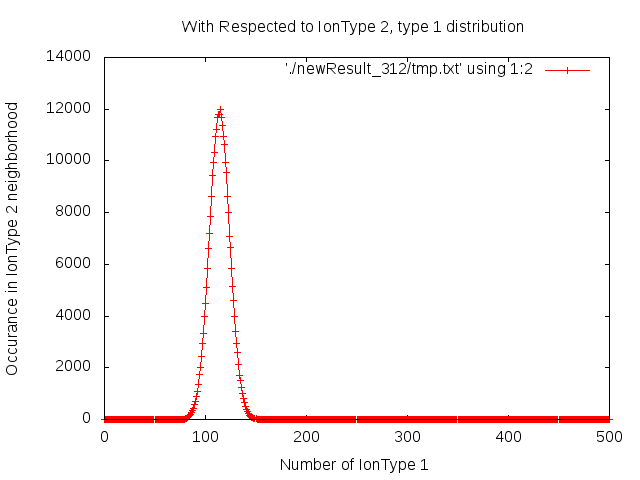 With Respected to IonType 2, type 1 distribution
'./newResult_312/tmp.txt' using 1:2
Occurance in IonType 2 neighborhood
14000
12000
10000
8000
6000
4000
2000
0
0 100 200 300 400 500
Number of IonType 1